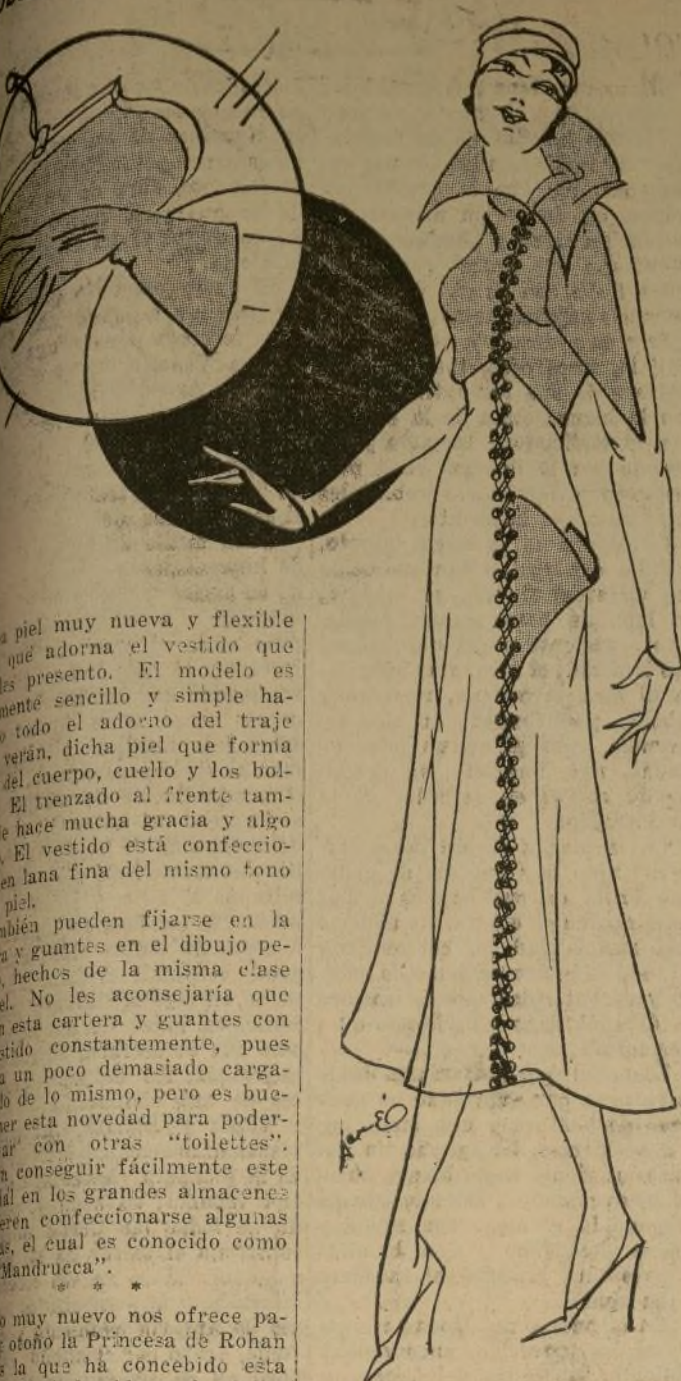 piel muy nueva y flexible
que adorna el vestido que
les presento. El modelo es
mente sencillo y simple ha-
todo el adorno del traje
verán, dicha piel que forma
del cuerpo, cuello y los bol-
El trenzado al frente tam-
hace mucha gracia y algo
El vestido está confeccio-
en lana fina del mismo tono
piel.
mbién pueden fijarse en la
y guantes en el dibujo pe-
hechos de la misma clase
No les aconsejaría que
esta cartera y guantes con
stido constantemente, pues
un poco demasiado carga-
de lo mismo, pero es bue-
ner esta novedad para poder-
ar con otras "toilettes".
conseguir fácilmente este
en los grandes almacenes
eren confeccionarse algunas
el cual es conocido como
"Mandrucca".
* * *
muy nuevo nos ofrece pa-
otoño la Princesa de Rohan
la que ha concebido esta